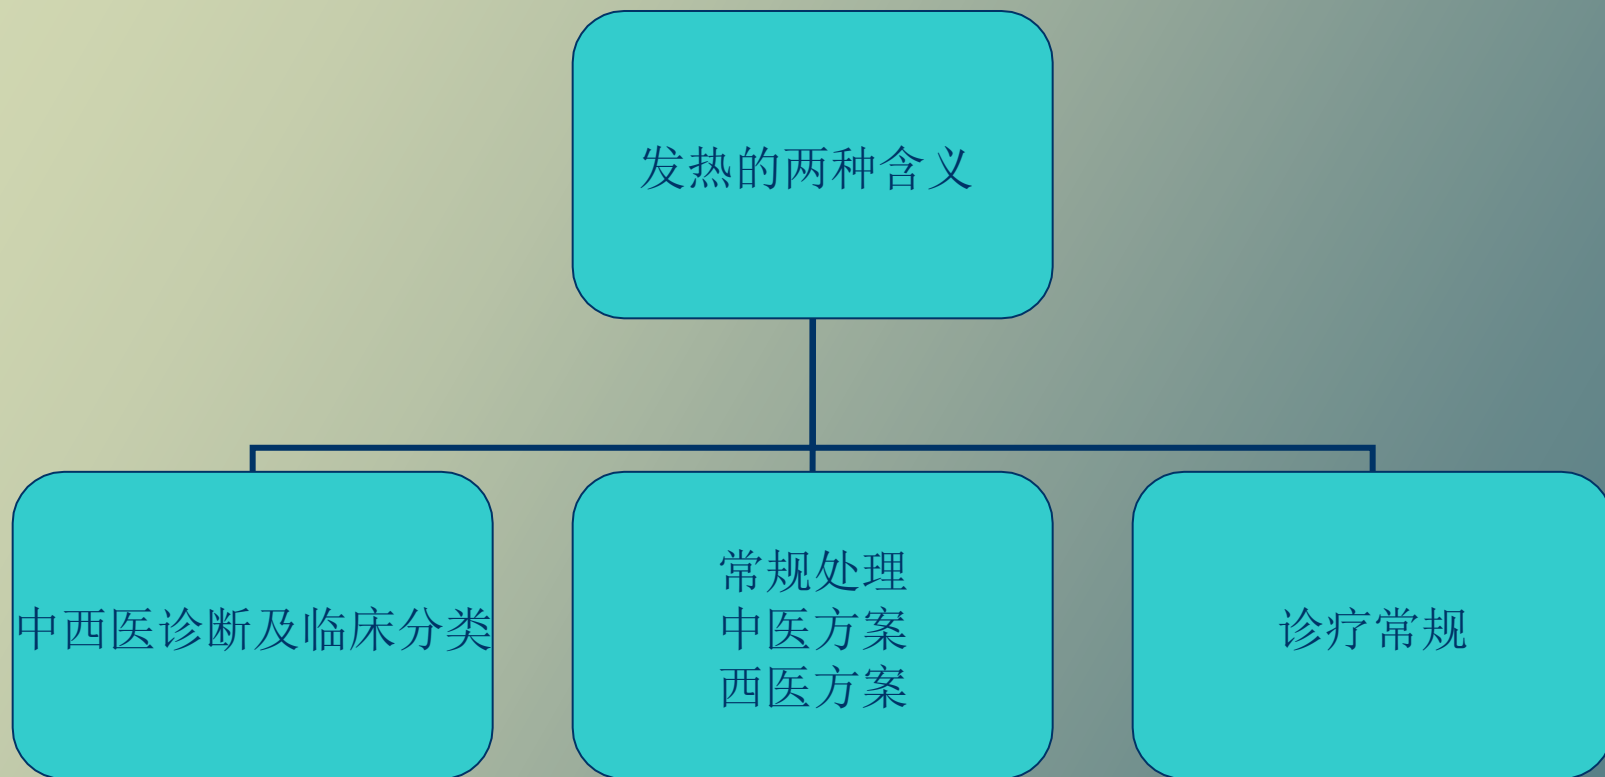 发热的两种含义
中西医诊断及临床分类
常规处理
中医方案
西医方案
诊疗常规